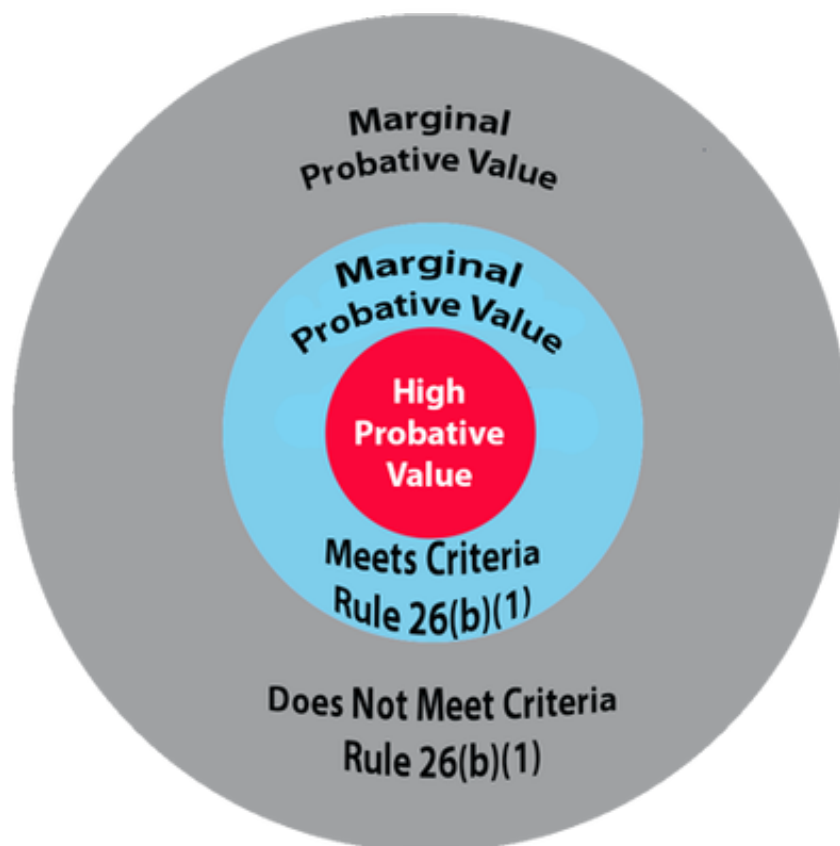 Marginal
Probative Value
Marginal
Probative Value
High
Probative
Value
Meets Criteria
Rule 26(b)(1)
Does Not Meet Criteria
Rule 26(b)(1)